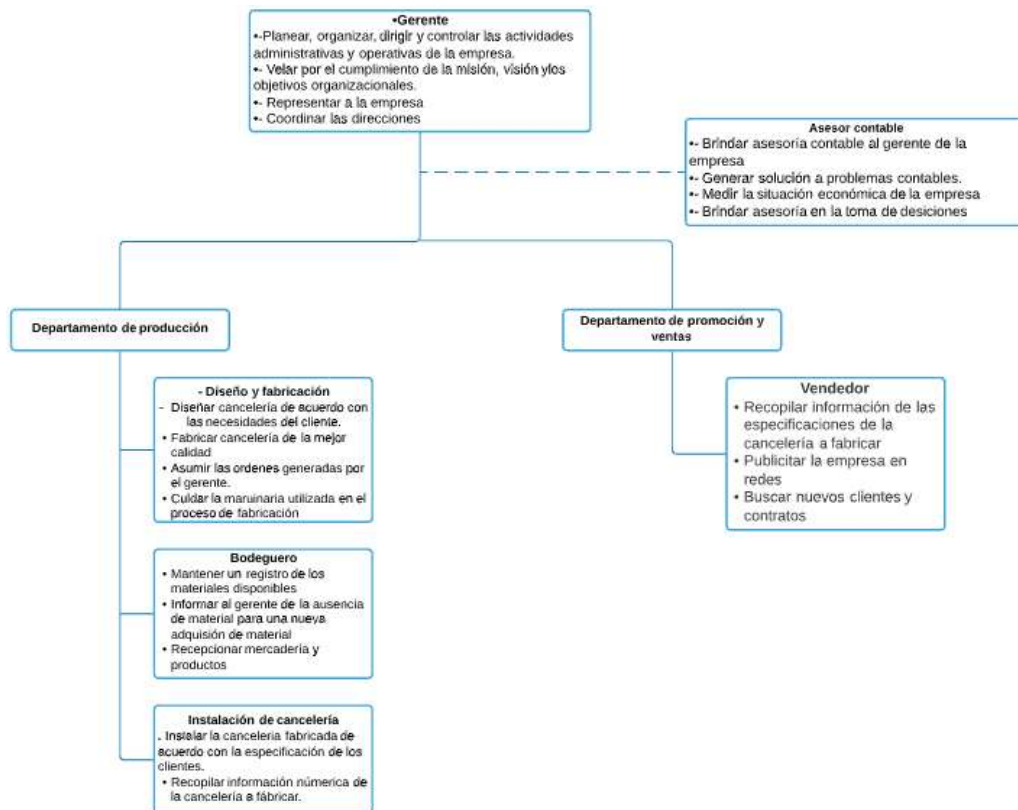 •Gerente
•-Planear, organizar, dirigir y controlar las actividades
administrativas y operativas de la empresa.
•- Velar por el cumplimiento de la misión, visión ylos
objetivos organizacionales.
•- Representar a la empresa
•- Coordinar las direcciones
Asesor contable
•- Brindar asesoría contable al gerente de la
empresa
•- Generar solución a problemas contables.
•- Medir la situación económica de la empresa
•- Brindar asesoría en la toma de desiciones
Departamento de producción
Departamento de promoción y
ventas
- Diseño y fabricación
- Diseñar cancelería de acuerdo con
las necesidades del cliente.
• Fabricar cancelería de la mejor
calidad
• Asumir las ordenes generadas por
el gerente.
• Cuidar la maruinaria utilizada en el
proceso de fabricación
Vendedor
• Recopilar información de las
especificaciones de la
cancelería a fabricar
• Publicitar la empresa en
redes
• Buscar nuevos clientes y
contratos
Bodeguero
• Mantener un registro de los
materiales disponibles
• Informar al gerente de la ausencia
de material para una nueva
adquisión de material
• Recepcionar mercadería y
productos
Instalación de cancelería
. Instalar la canceleria fabricada de
acuerdo con la especificación de los
clientes.
• Recopilar información númerica de
la cancelería a fábricar.